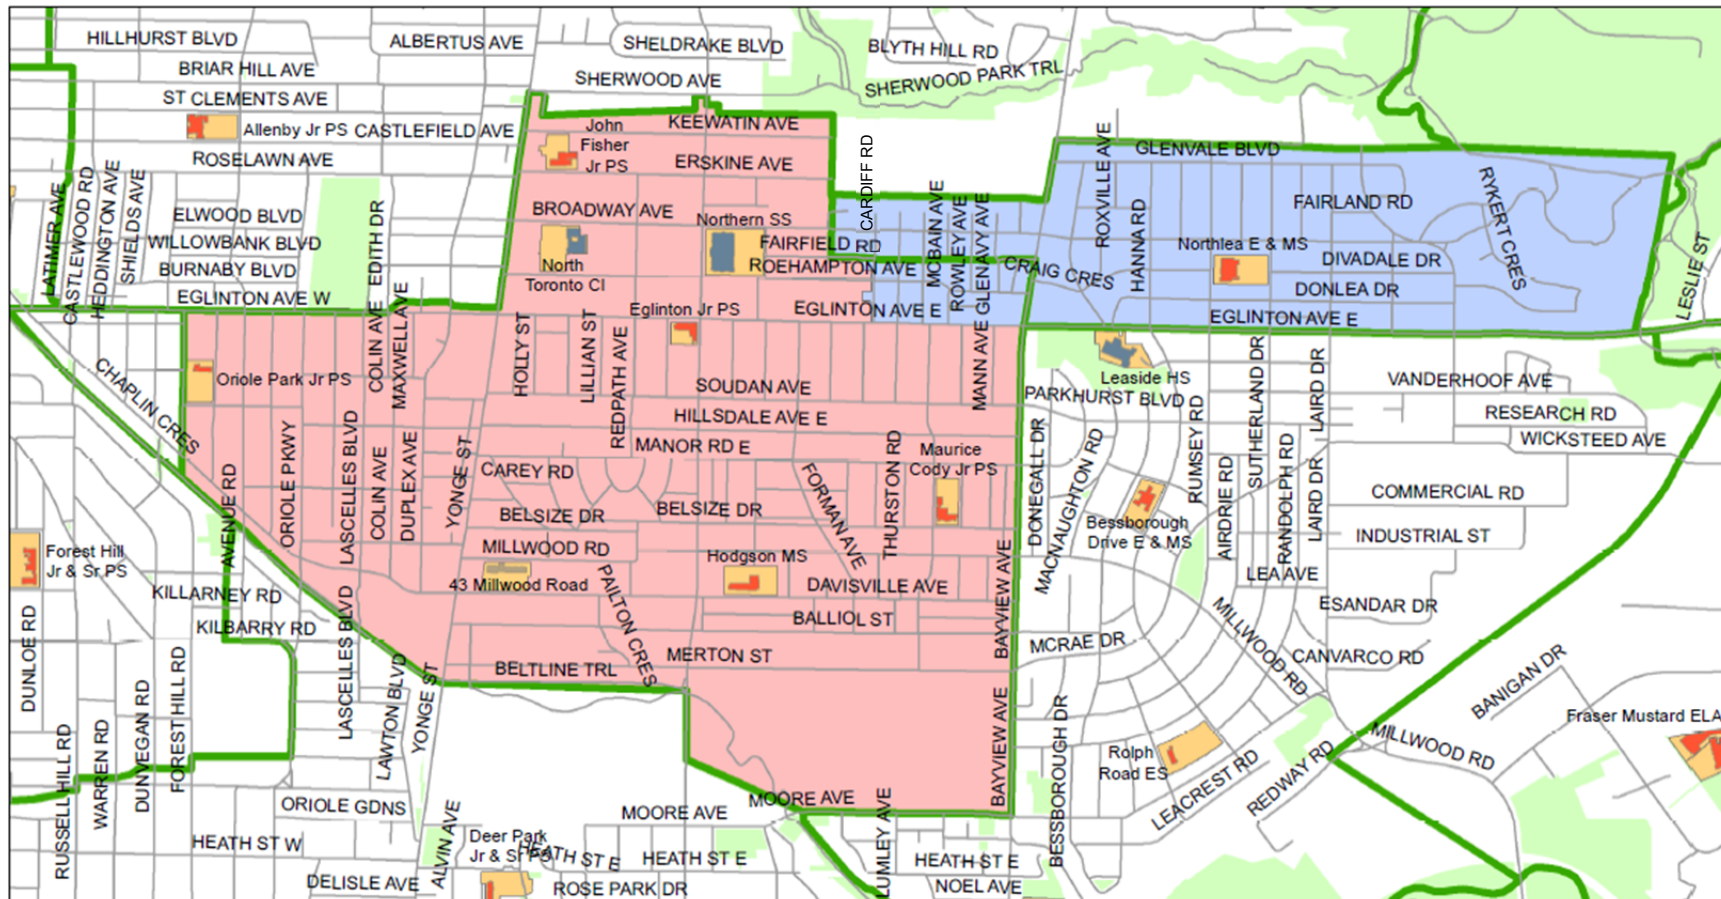 HILLHURST BLVD
ALBERTUS AVE
SHELDRAKE BLVD
BLYTH HILL RD
BRIAR HILL AVE
SHERWOOD AVE
SHERWOOD PARK TRL
ST CLEMENTS AVE
Allenby Jr PS
CASTLEFIELD AVE
John
Fisher
Jr PS
KEEWATIN AVE
ROSELAWN AVE
ERSKINE AVE
CARDIFF RD
ROXVILLE AVE
GLENVALE BLVD
LATIMER AVE
CASTLEWOOD RD
HEDDINGTON AVE
SHIELDS AVE
ELWOOD BLVD
WILLOWBANK BLVD
BURNABY BLVD
EGLINTON AVE W
EDITH DR
COLIN AVE
MAXWELL AVE
BROADWAY AVE
Northern SS
North
Toronto CI
FAIRFIELD RD
ROEHAMPTON AVE
MCBAIN AVE
ROWLEY AVE
GLENAVY AVE
CRAIG CRES
HANNA RD
FAIRLAND RD
RYKERT CRES
Northlea E & MS
DIVADALE DR
DONLEA DR
LESLIE ST
Eglinton Jr PS
EGLINTON AVE E
EGLINTON AVE E
CHAPLIN CRES
Oriole Park Jr PS
HOLLY ST
LILLIAN ST
REDPATH AVE
SOUDAN AVE
MANN AVE
Leaside HS
PARKHURST BLVD
SUTHERLAND DR
LAIRD DR
VANDERHOOF AVE
HILLSDALE AVE E
RESEARCH RD
MANOR RD E
WICKSTEED AVE
AVENUE RD
ORIOLE PKWY
LASCELLES BLVD
COLIN AVE
DUPLEX AVE
YONGE ST
CAREY RD
BELSIZE DR
BELSIZE DR
FORMAN AVE
THURSTON RD
Maurice
Cody Jr PS
DONEGALL DR
MACNAUGHTON RD
RUMSEY RD
AIRDRIE RD
RANDOLPH RD
LAIRD DR
COMMERCIAL RD
Bessborough
Drive E & MS
INDUSTRIAL ST
Forest Hill
Jr & Sr PS
MILLWOOD RD
Hodgson MS
43 Millwood Road
PAILTON CRES
DAVISVILLE AVE
BAYVIEW AVE
LEA AVE
KILLARNEY RD
BALLIOL ST
ESANDAR DR
KILBARRY RD
LASCELLES BLVD
MERTON ST
MCRAE DR
MILLWOOD RD
CANVARCO RD
DUNLOE RD
BELTLINE TRL
BANIGAN DR
RUSSELL HILL RD
WARREN RD
DUNVEGAN RD
FOREST HILL RD
LAWTON BLVD
YONGE ST
BAYVIEW AVE
BESSBOROUGH DR
Rolph
Road ES
LEACREST RD
REDWAY RD
MILLWOOD RD
Fraser Mustard ELA
ORIOLE GDNS
MOORE AVE
MOORE AVE
HEATH ST W
ALVIN AVE
Deer Park
Jr & Sr PS
HEATH ST E
HEATH ST E
LUMLEY AVE
HEATH ST E
DELISLE AVE
ROSE PARK DR
NOEL AVE